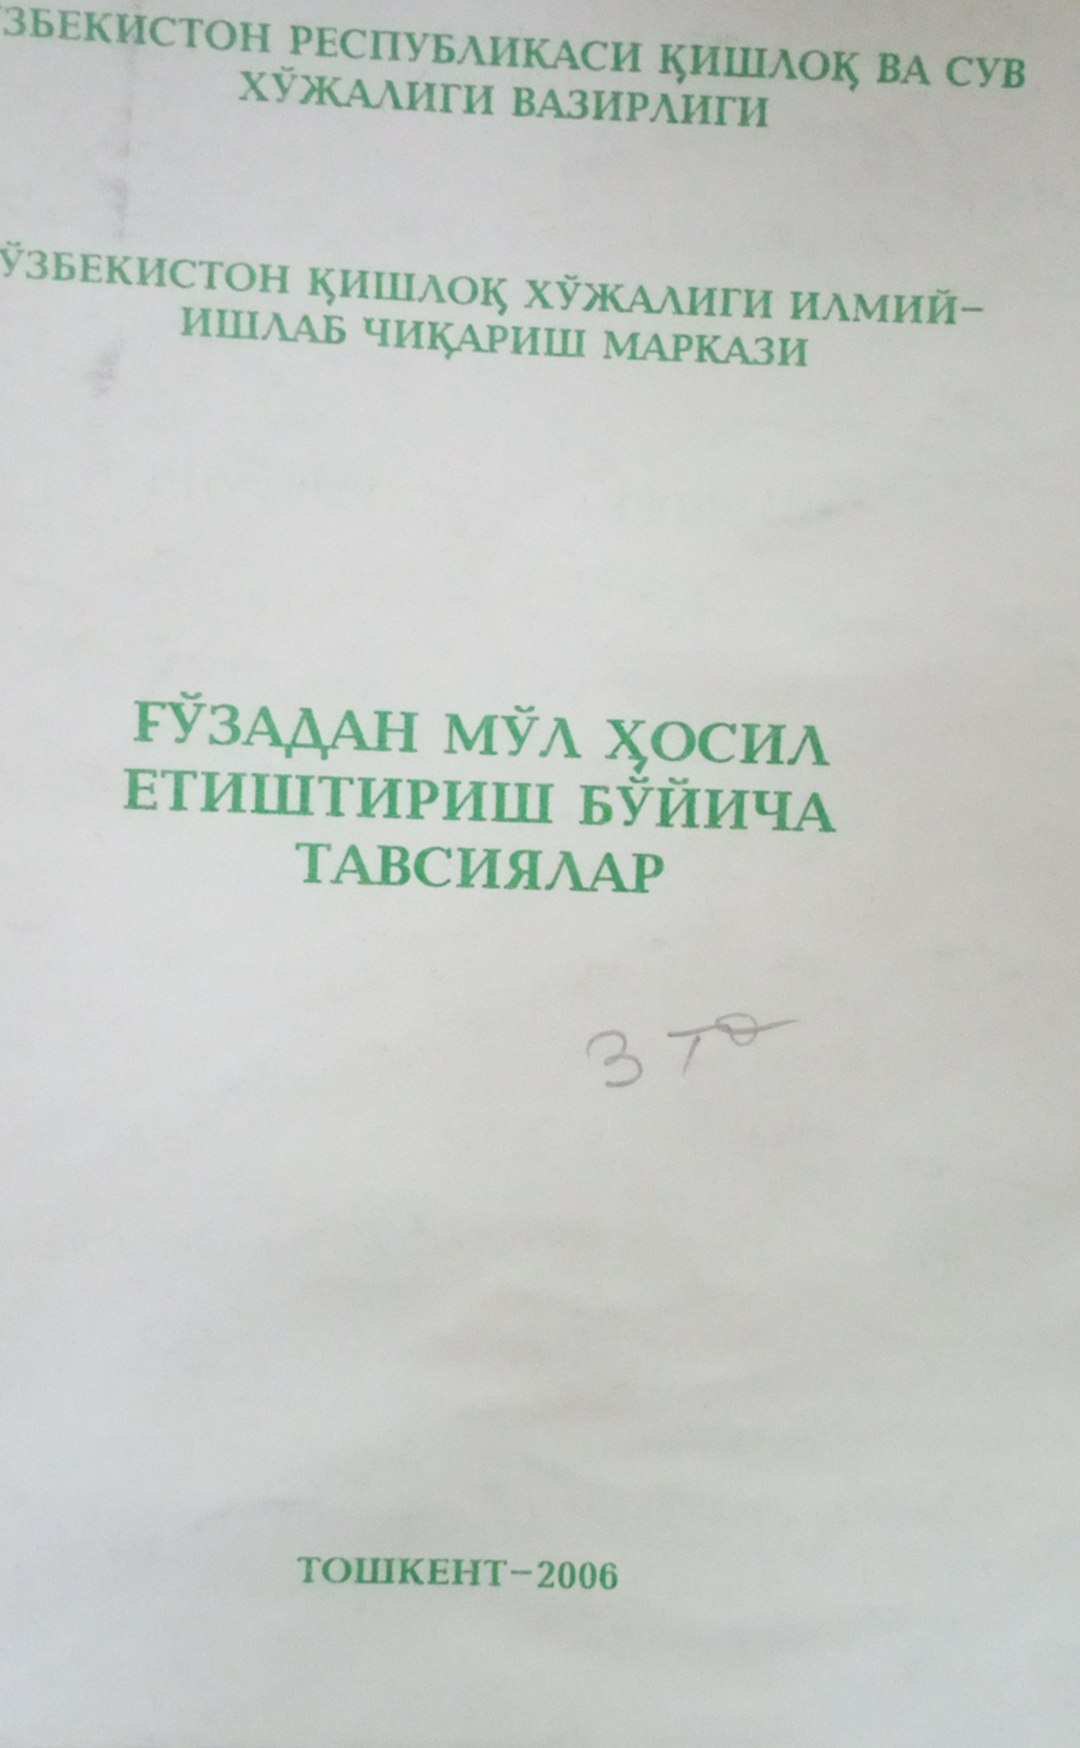 ЎЗБЕКИСТОН РЕСПУБЛИКАСИ ҚИШЛОҚ ВА СУВ
ХЎЖАЛИГИ ВАЗИРЛИГИ
ЎЗБЕКИСТОН ҚИШЛОҚ ХЎЖАЛИГИ ИЛМИЙ-
ИШЛАБ ЧИҚАРИШ МАРКАЗИ
ҒЎЗАДАН МЎЛ ҲОСИЛ
ЕТИШТИРИШ БЎЙИЧА
ТАВСИЯЛАР
ТОШКЕНТ-2006